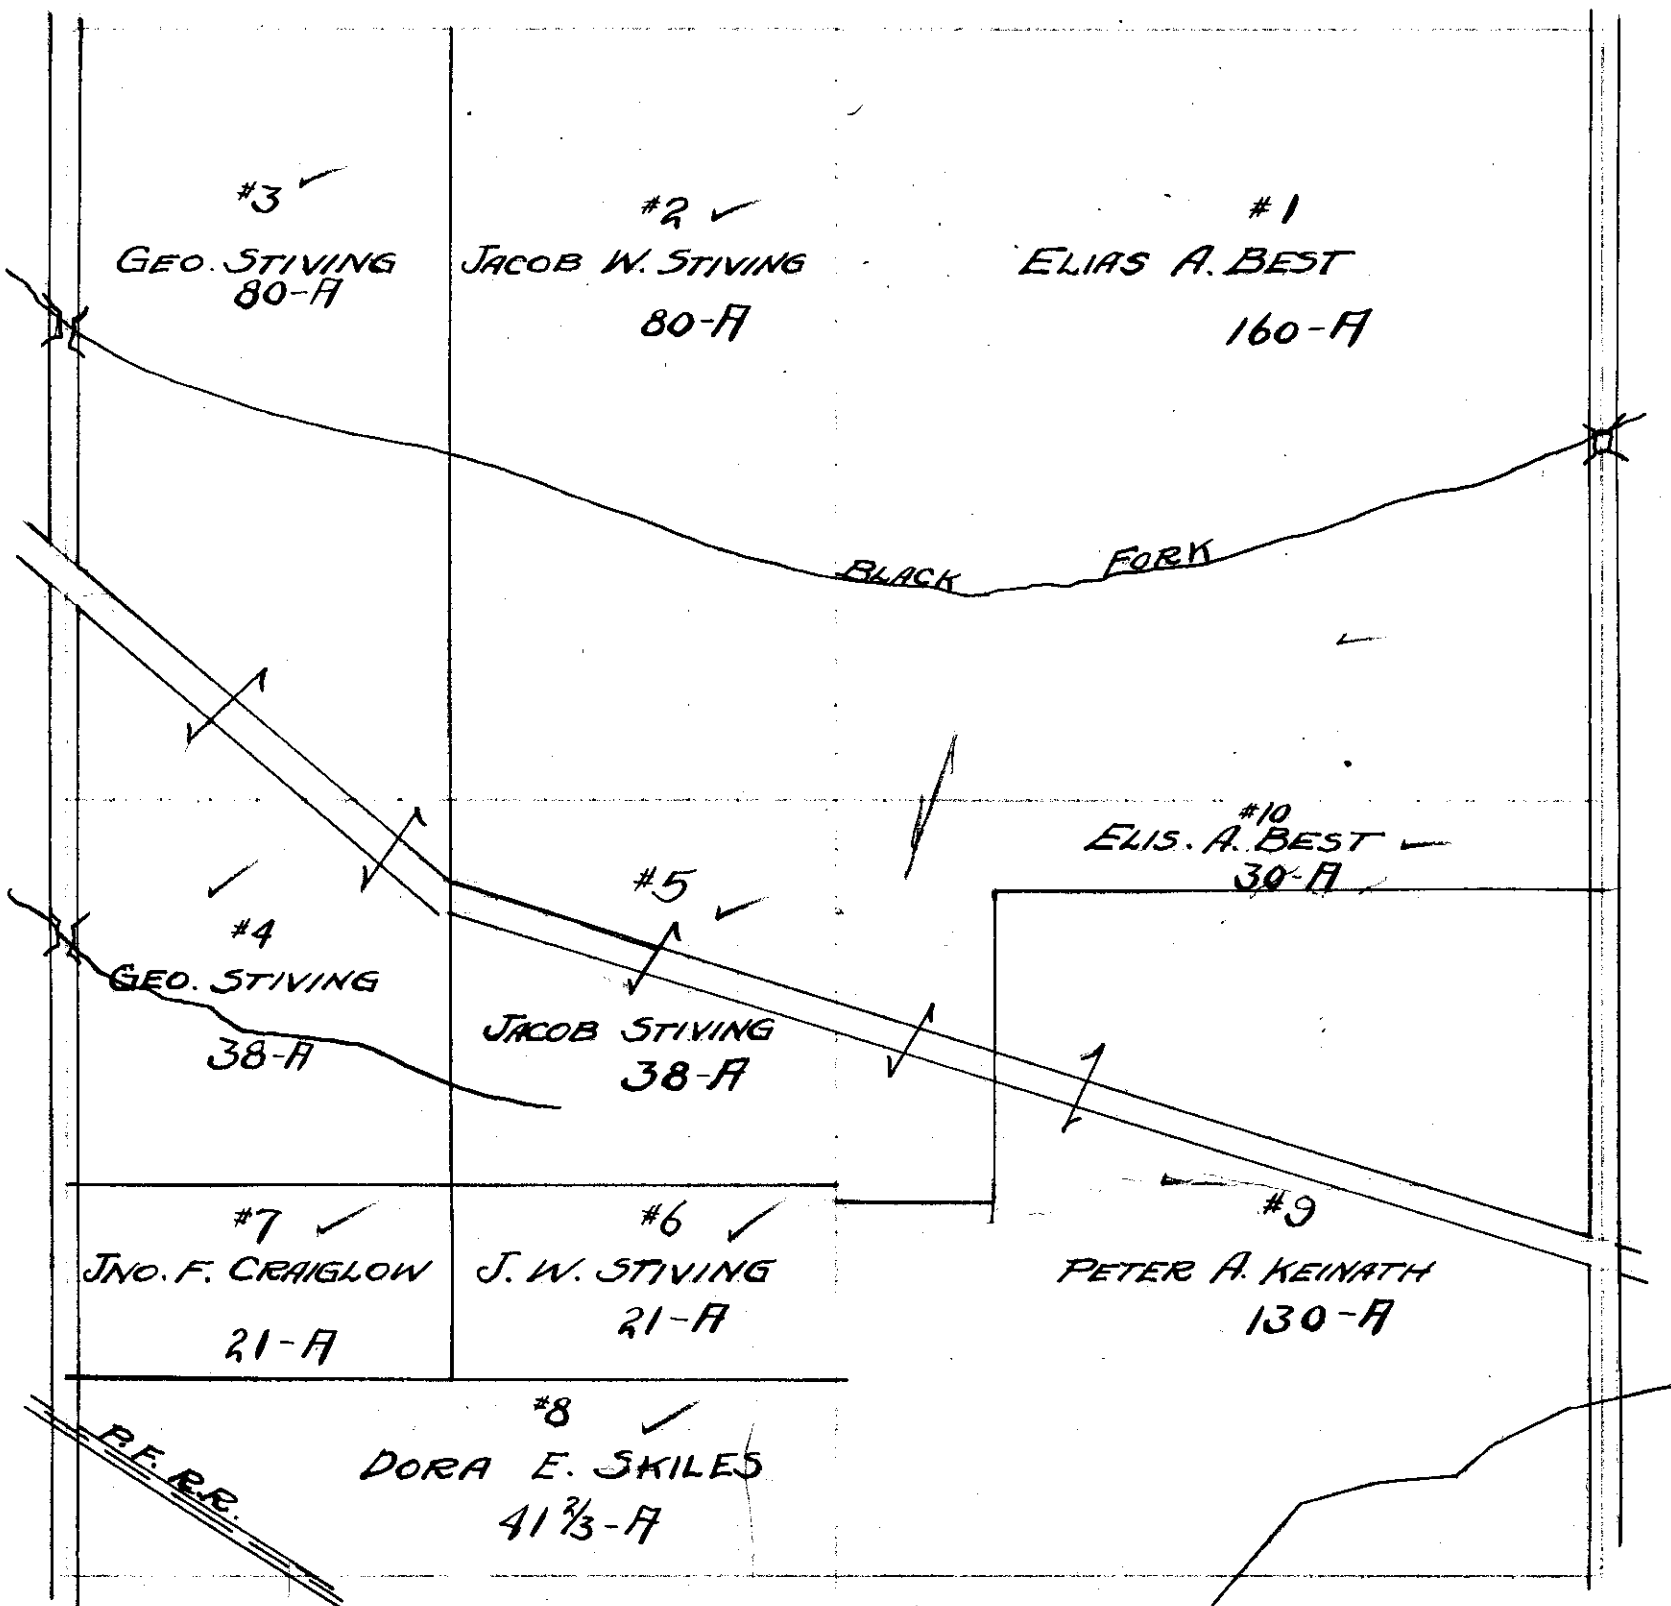 #3
GEO. STIVING
80-A
#2
JACOB W. STIVING
80-A
#1
ELIAS A. BEST
160-A
BLACK FORK
#10
ELIS. A. BEST
30-A
#5
JACOB STIVING
38-A
#4
GEO. STIVING
38-A
#7
JNO. F. CRAIGLOW
21-A
#6
J. W. STIVING
21-A
#9
PETER A. KEINATH
130-A
#8
DORA E. SKILES
41 2/3-A
P.F. R.R.